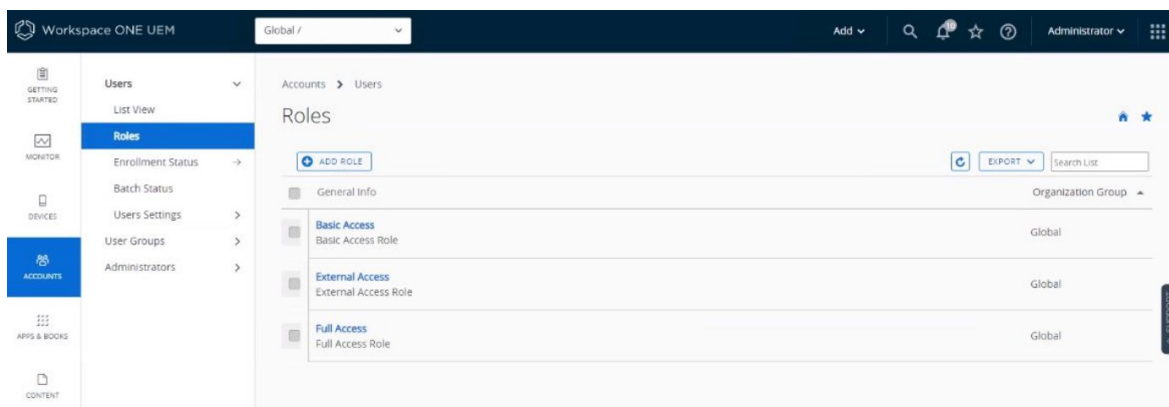 Workspace ONE UEM
Global /
Add
10
Administrator
GETTING
STARTED
MONITOR
DEVICES
ACCOUNTS
APPS & BOOKS
CONTENT
Users
List View
Roles
Enrollment Status
Batch Status
Users Settings
User Groups
Administrators
Accounts > Users
Roles
ADD ROLE
EXPORT
Search List
General Info
Organization Group
Basic Access
Basic Access Role
Global
External Access
External Access Role
Global
Full Access
Full Access Role
Global
SUPPORT